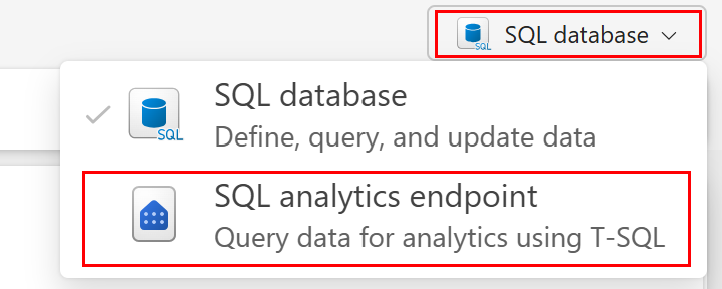 SQL SQL database
SQL database
SQL
Define, query, and update data
SQL analytics endpoint
Query data for analytics using T-SQL